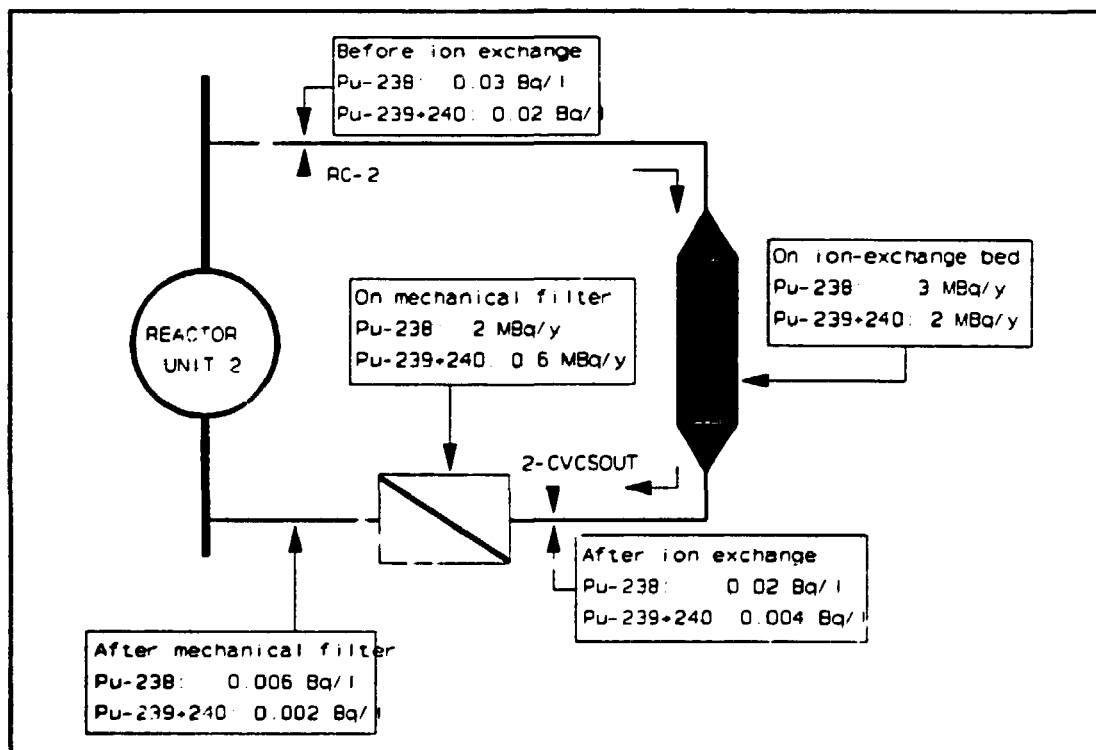 Before ion exchange
Pu-238: 0.03 Bq/l
Pu-239+240: 0.02 Bq/l
RC-2
On ion-exchange bed
Pu-238: 3 MBq/y
Pu-239+240: 2 MBq/y
On mechanical filter
Pu-238: 2 MBq/y
Pu-239+240: 0.6 MBq/y
REACTOR
UNIT 2
2-CVCSOUT
After ion exchange
Pu-238: 0.02 Bq/l
Pu-239+240 0.004 Bq/l
After mechanical filter
Pu-238: 0.006 Bq/l
Pu-239+240: 0.002 Bq/l